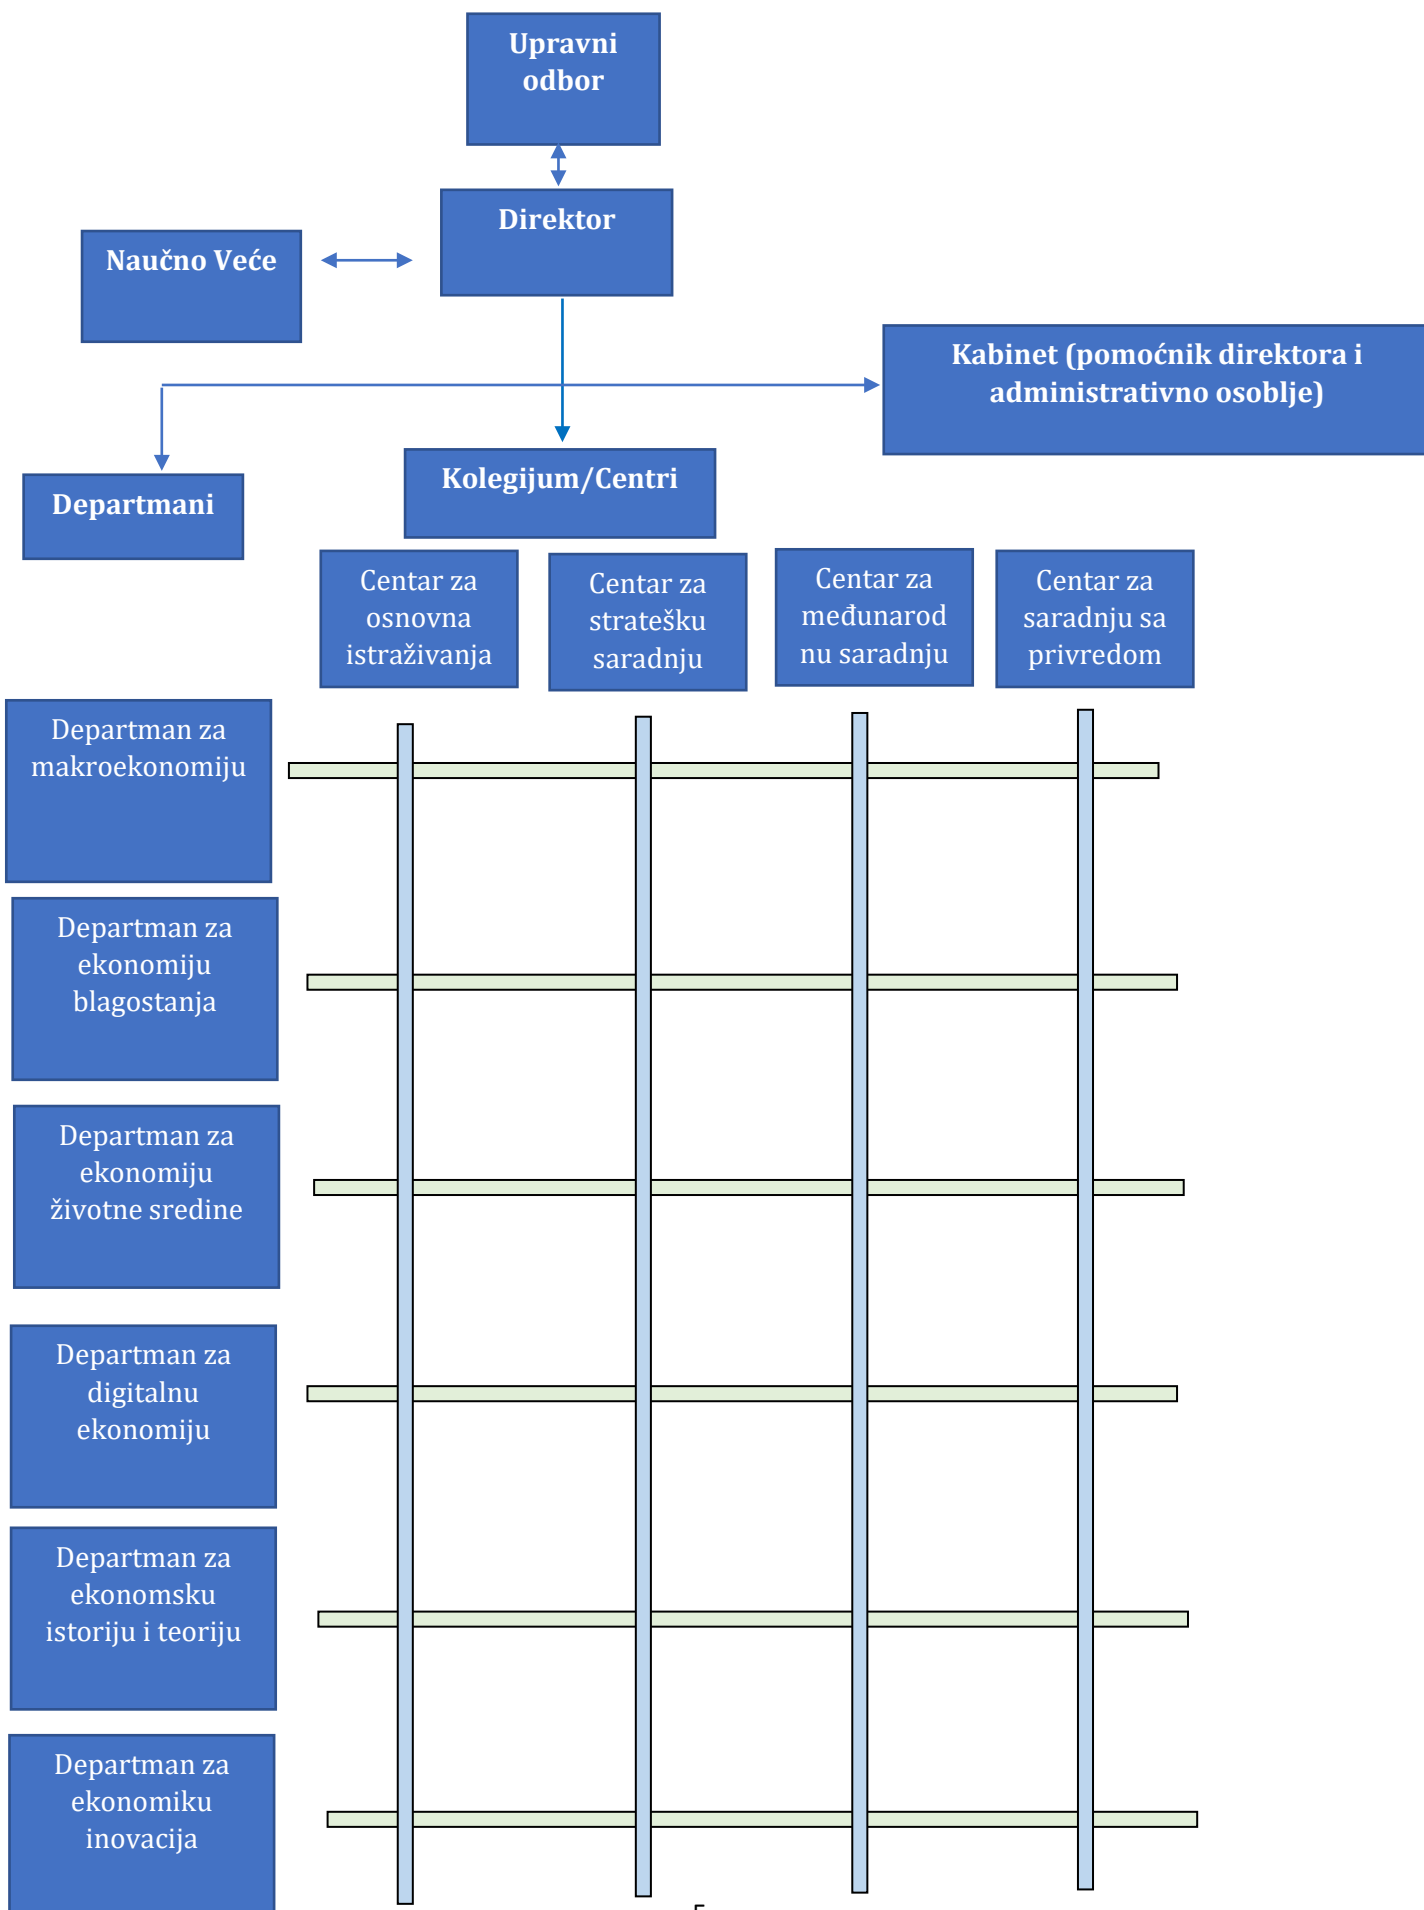 Upravni
odbor
Direktor
Naučno Veće
Kabinet (pomoćnik direktora i
administrativno osoblje)
Departmani
Kolegijum/Centri
Centar za
osnovna
istraživanja
Centar za
stratešku
saradnju
Centar za
međunarod
nu saradnju
Centar za
saradnju sa
privredom
Departman za
makroekonomiju
Departman za
ekonomiju
blagostanja
Departman za
ekonomiju
životne sredine
Departman za
digitalnu
ekonomiju
Departman za
ekonomsku
istoriju i teoriju
Departman za
ekonomiku
inovacija